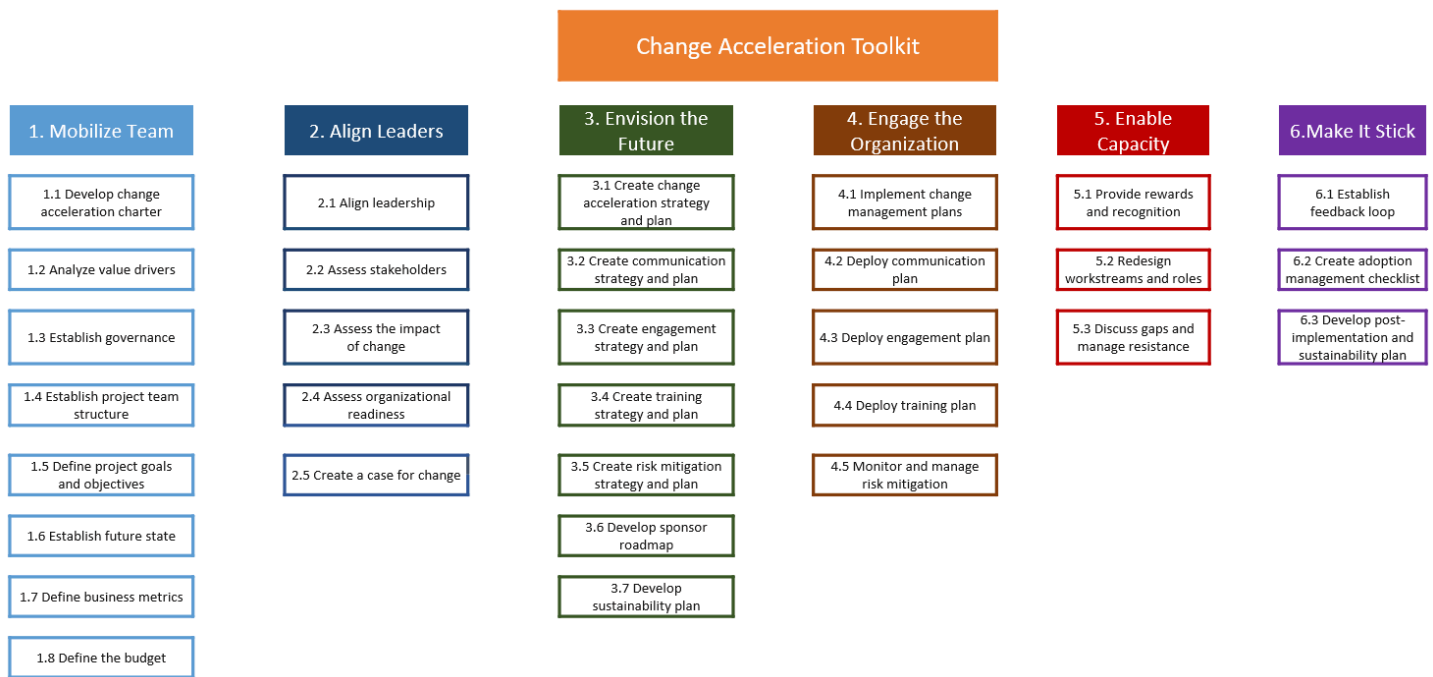 Change Acceleration Toolkit
1. Mobilize Team
1.1 Develop change
acceleration charter
1.2 Analyze value drivers
1.3 Establish governance
1.4 Establish project team
structure
1.5 Define project goals
and objectives
1.6 Establish future state
1.7 Define business metrics
1.8 Define the budget
2. Align Leaders
2.1 Align leadership
2.2 Assess stakeholders
2.3 Assess the impact
of change
2.4 Assess organizational
readiness
2.5 Create a case for change
3. Envision the
Future
3.1 Create change
acceleration strategy
and plan
3.2 Create communication
strategy and plan
3.3 Create engagement
strategy and plan
3.4 Create training
strategy and plan
3.5 Create risk mitigation
strategy and plan
3.6 Develop sponsor
roadmap
3.7 Develop
sustainability plan
4. Engage the
Organization
4.1 Implement change
management plans
4.2 Deploy communication
plan
4.3 Deploy engagement plan
4.4 Deploy training plan
4.5 Monitor and manage
risk mitigation
5. Enable
Capacity
5.1 Provide rewards
and recognition
5.2 Redesign
workstreams and roles
5.3 Discuss gaps and
manage resistance
6.Make It Stick
6.1 Establish
feedback loop
6.2 Create adoption
management checklist
6.3 Develop post-
implementation and
sustainability plan